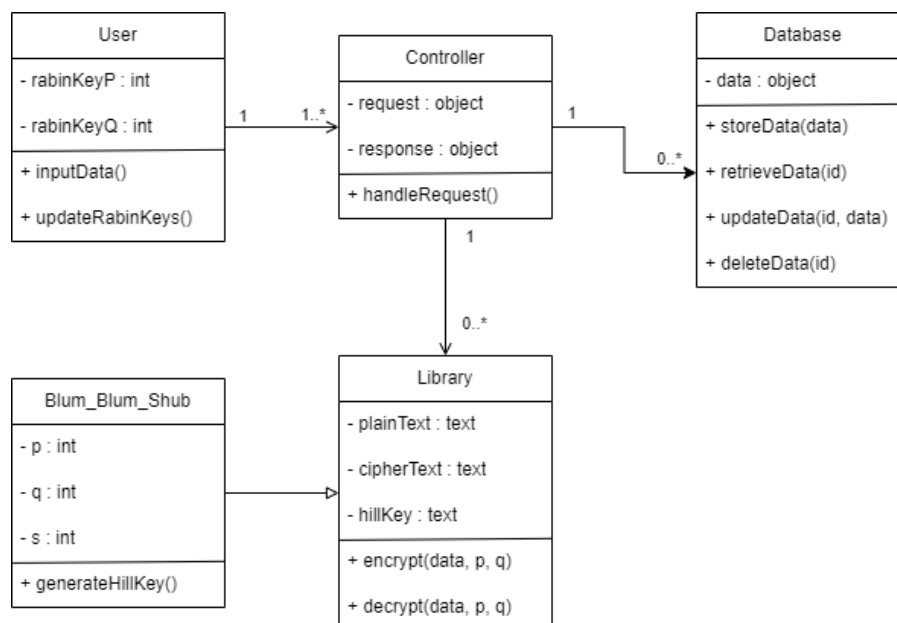 User
- rabinKeyP : int
- rabinKeyQ : int
+ inputData()
+ updateRabinKeys()
1
1..*
Controller
- request : object
- response : object
+ handleRequest()
1
0..*
Database
- data : object
+ storeData(data)
+ retrieveData(id)
+ updateData(id, data)
+ deleteData(id)
1
0..*
Blum_Blum_Shub
- p : int
- q : int
- s : int
+ generateHillKey()
Library
- plainText : text
- cipherText : text
- hillKey : text
+ encrypt(data, p, q)
+ decrypt(data, p, q)